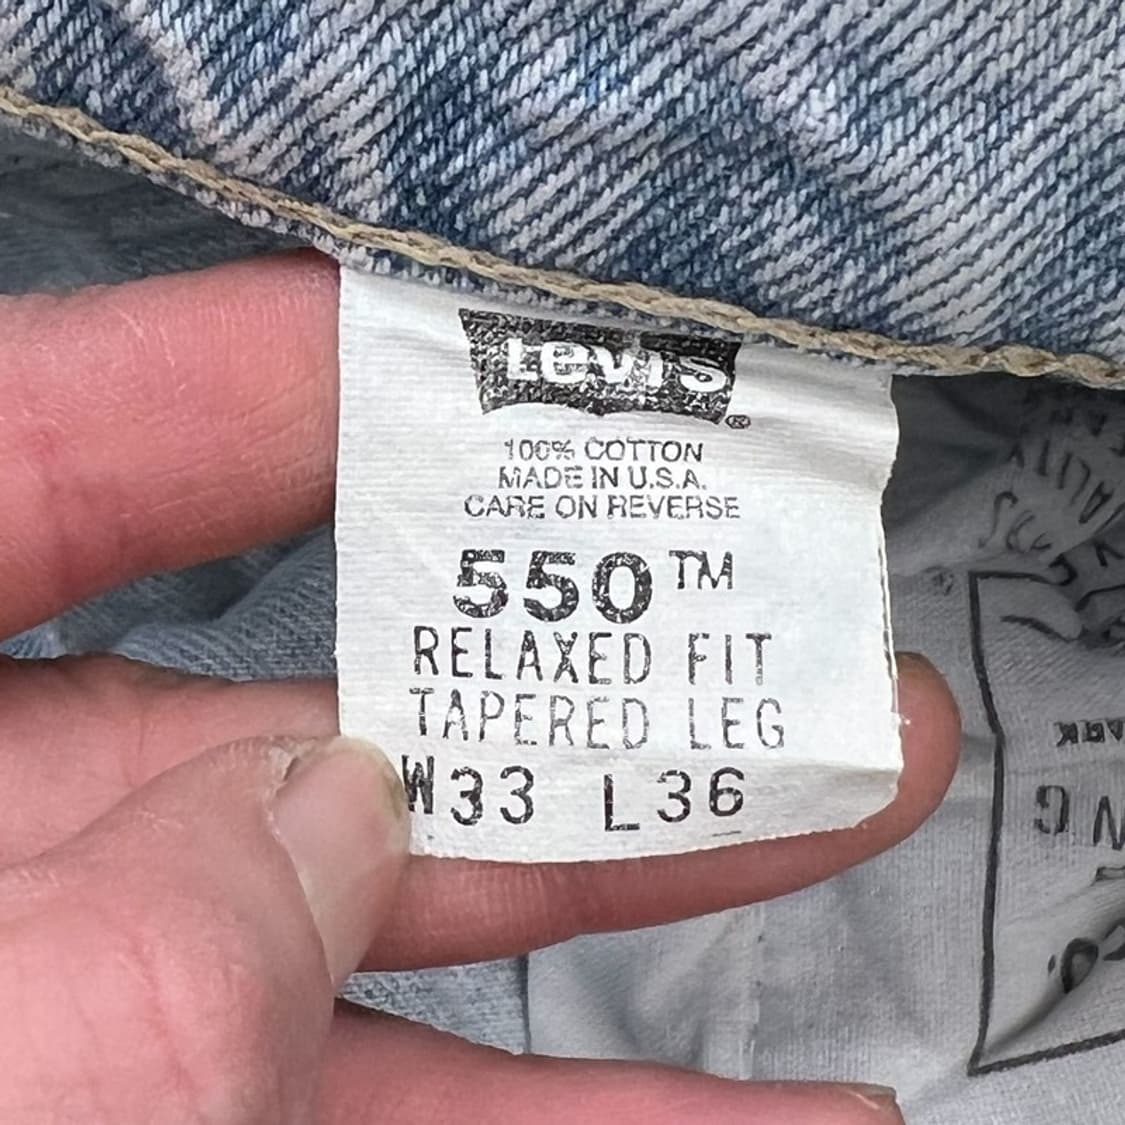 Levi's®
100% COTTON
MADE IN U.S.A.
CARE ON REVERSE
550™
RELAXED FIT
TAPERED LEG
W33 L36